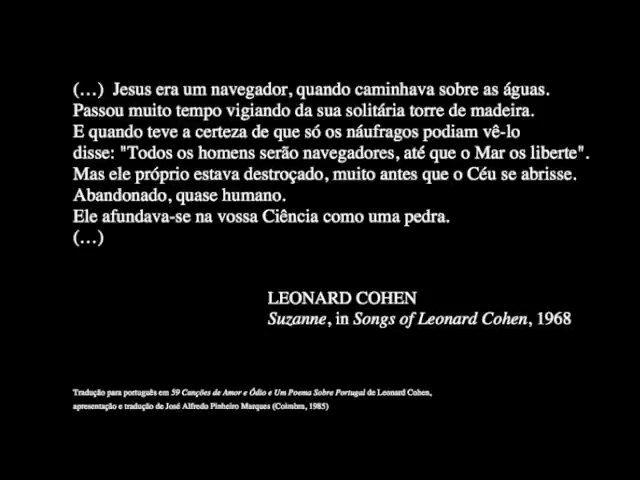 (…) Jesus era um navegador, quando caminhava sobre as águas.
Passou muito tempo vigiando da sua solitária torre de madeira.
E quando teve a certeza de que só os náufragos podiam vê-lo
disse: "Todos os homens serão navegadores, até que o Mar os liberte".
Mas ele próprio estava destroçado, muito antes que o Céu se abrisse.
Abandonado, quase humano.
Ele afundava-se na vossa Ciência como uma pedra.
(…)
LEONARD COHEN
Suzanne, in Songs of Leonard Cohen, 1968
Tradução para português em 59 Canções de Amor e Ódio e Um Poema Sobre Portugal de Leonard Cohen,
apresentação e tradução de José Alfredo Pinheiro Marques (Coimbra, 1985)